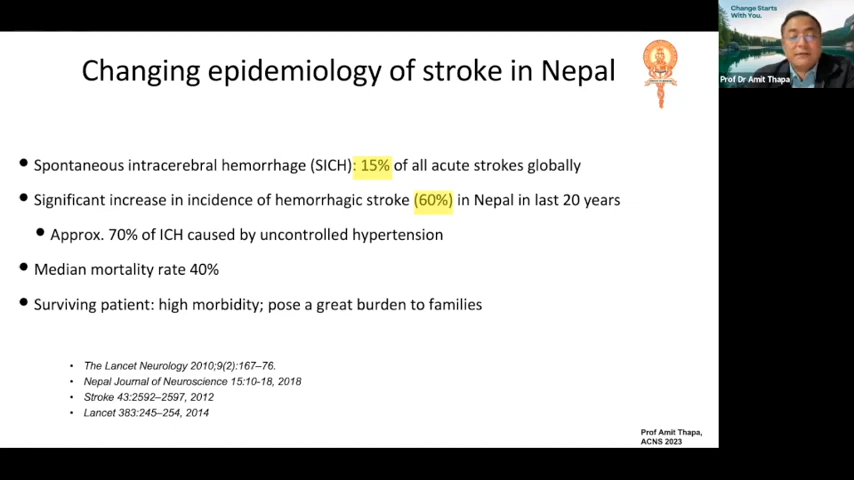 Change Starts
With You.
Prof Dr Amit Thapa
Changing epidemiology of stroke in Nepal
• Spontaneous intracerebral hemorrhage (SICH): 15% of all acute strokes globally
• Significant increase in incidence of hemorrhagic stroke (60%) in Nepal in last 20 years
• Approx. 70% of ICH caused by uncontrolled hypertension
• Median mortality rate 40%
• Surviving patient: high morbidity; pose a great burden to families
• The Lancet Neurology 2010;9(2):167–76.
• Nepal Journal of Neuroscience 15:10-18, 2018
• Stroke 43:2592–2597, 2012
• Lancet 383:245–254, 2014
Prof Amit Thapa,
ACNS 2023